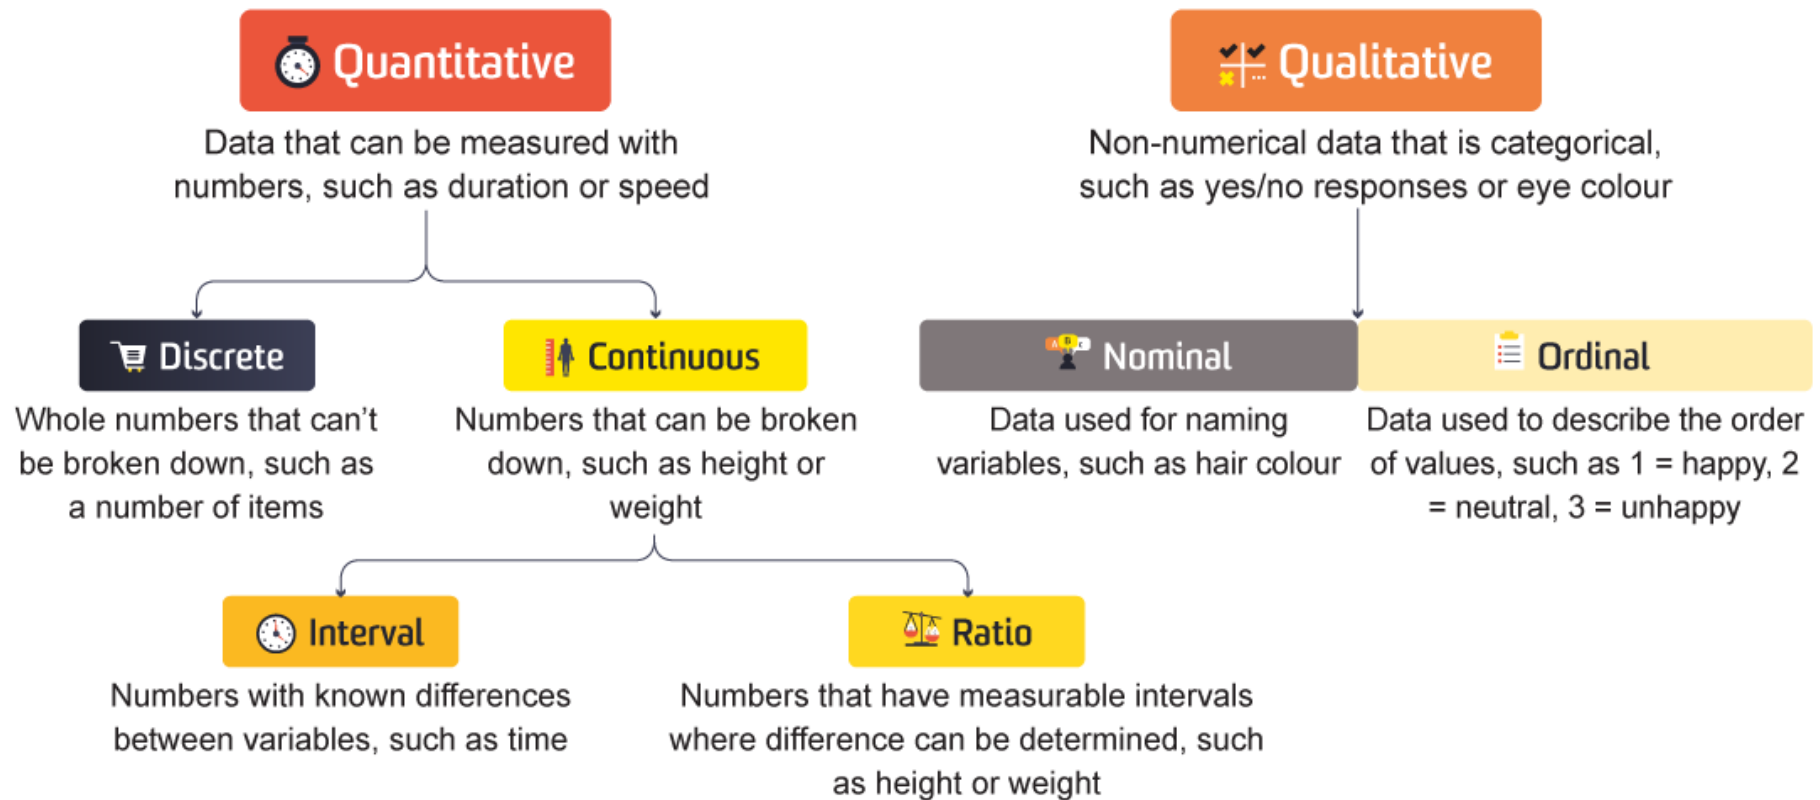 Quantitative
Data that can be measured with
numbers, such as duration or speed
Qualitative
Non-numerical data that is categorical,
such as yes/no responses or eye colour
Discrete
Whole numbers that can't
be broken down, such as
a number of items
Continuous
Numbers that can be broken
down, such as height or
weight
A B C
Nominal
Data used for naming
variables, such as hair colour
Ordinal
Data used to describe the order
of values, such as 1 = happy, 2
= neutral, 3 = unhappy
Interval
Numbers with known differences
between variables, such as time
Ratio
Numbers that have measurable intervals
where difference can be determined, such
as height or weight